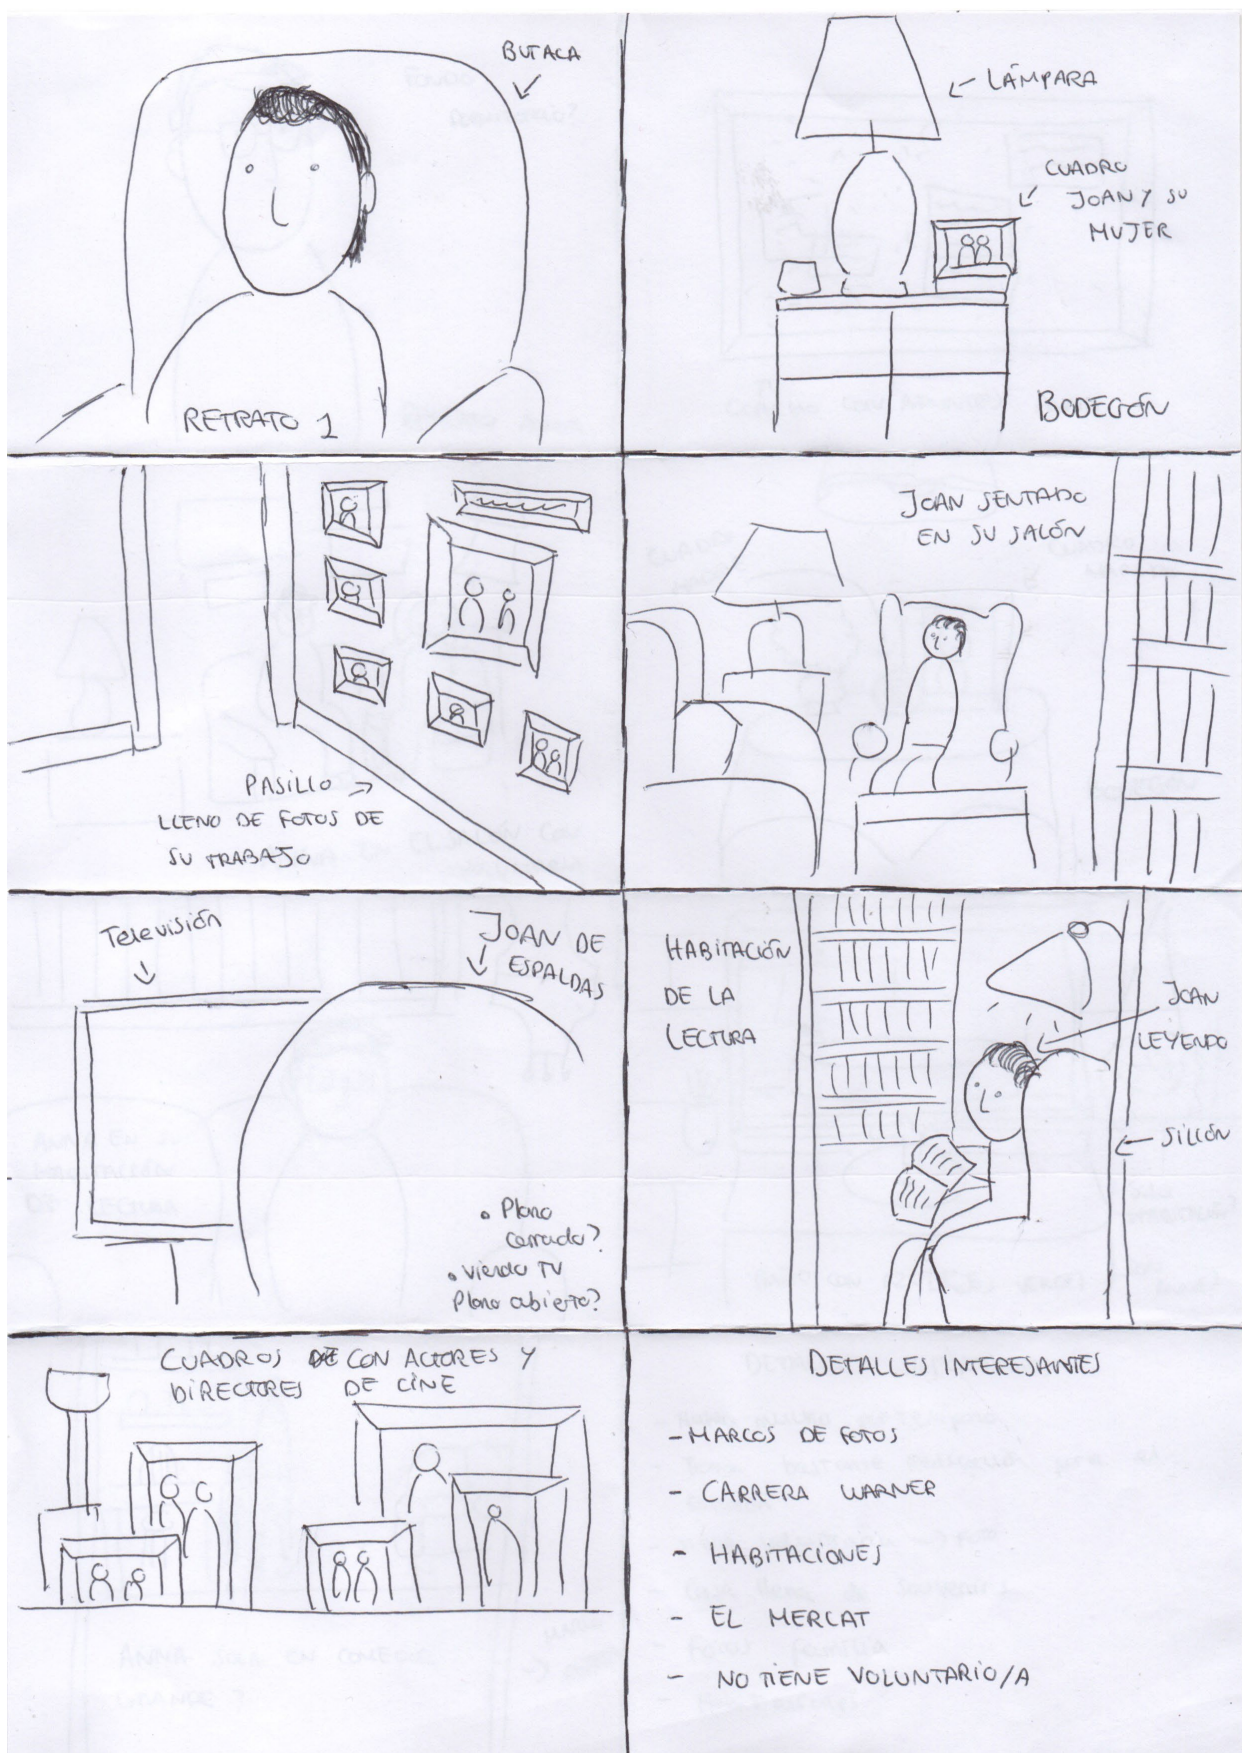 BUTACA
RETRATO 1
LÁMPARA
CUADRO
JOAN Y SU
MUJER
BODEGÓN
PASILLO
LLENO DE FOTOS DE
SU TRABAJO
JOAN SENTADO
EN SU SALÓN
Televisión
JOAN DE
ESPALDAS
• Plano
cerrado?
• viendo TV
Plano abierto?
HABITACIÓN
DE LA
LECTURA
JOAN
LEYENDO
SILLÓN
CUADROS DE CON ACTORES Y
DIRECTORES DE CINE
DETALLES INTERESANTES
- MARCOS DE FOTOS
- CARRERA WARNER
- HABITACIONES
- EL MERCAT
- NO TIENE VOLUNTARIO/A